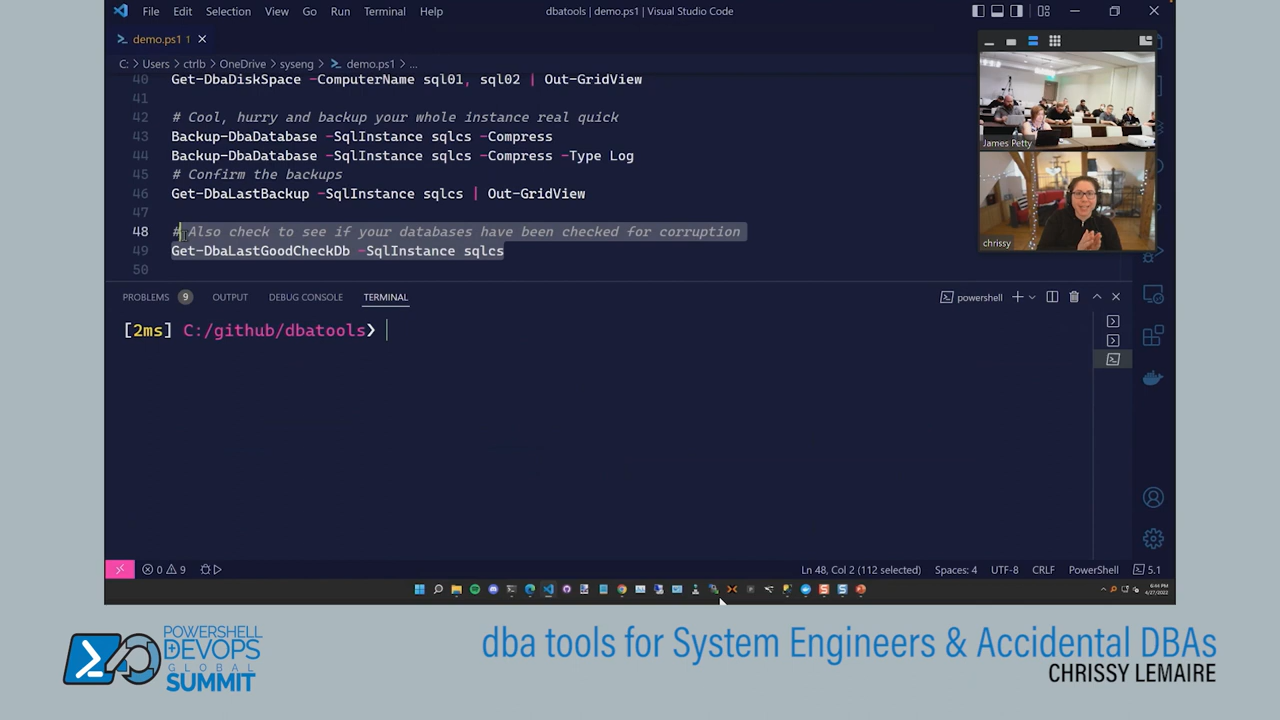 File Edit Selection View Go Run Terminal Help
dbatools | demo.ps1 | Visual Studio Code
demo.ps1 1
C: > Users > ctrlb > OneDrive > syseng > demo.ps1 > ...
40 Get-DbaDiskSpace -ComputerName sql01, sql02 | Out-GridView
41
42 # Cool, hurry and backup your whole instance real quick
43 Backup-DbaDatabase -SqlInstance sqlcs -Compress
44 Backup-DbaDatabase -SqlInstance sqlcs -Compress -Type Log
45 # Confirm the backups
46 Get-DbaLastBackup -SqlInstance sqlcs | Out-GridView
47
48 # Also check to see if your databases have been checked for corruption
49 Get-DbaLastGoodCheckDb -SqlInstance sqlcs
50
James Petty
chrissy
PROBLEMS 9 OUTPUT DEBUG CONSOLE TERMINAL
powershell
[2ms] C:/github/dbatools❯
0 9
Ln 48, Col 2 (112 selected) Spaces: 4 UTF-8 CRLF PowerShell 5.1
6:44 PM
4/27/2022
POWERSHELL
DEVOPS
GLOBAL
SUMMIT
dba tools for System Engineers & Accidental DBAs
CHRISSY LEMAIRE